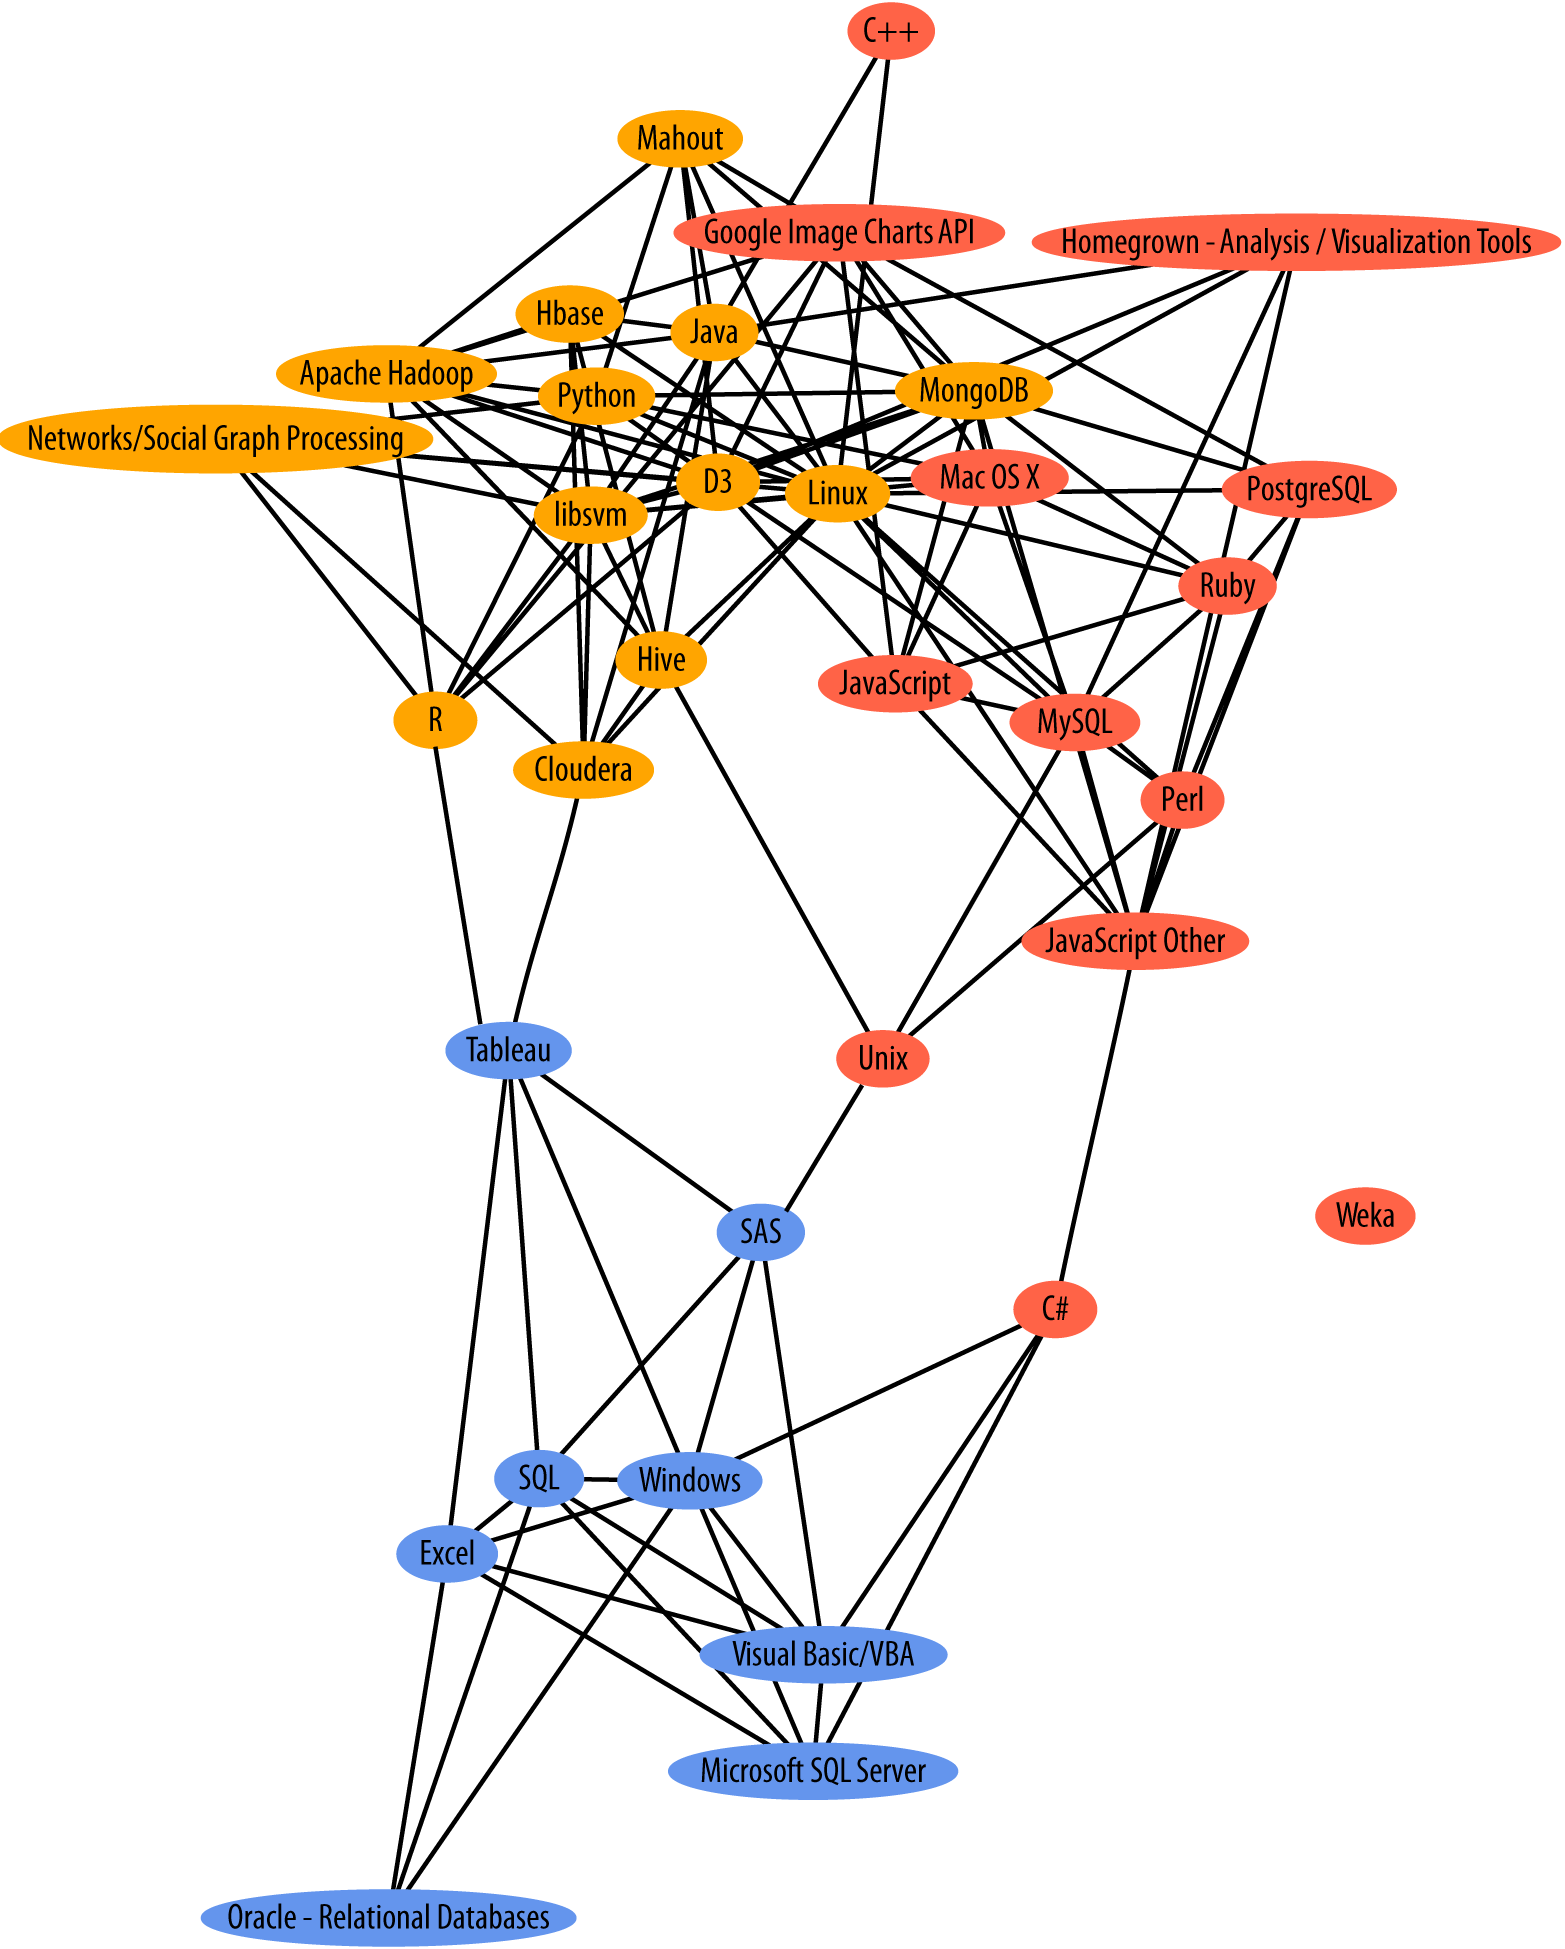 C++
Mahout
Google Image Charts API
Homegrown - Analysis / Visualization Tools
Hbase
Java
Apache Hadoop
Python
MongoDB
Networks/Social Graph Processing
D3
Linux
Mac OS X
PostgreSQL
libsvm
Ruby
Hive
JavaScript
R
MySQL
Cloudera
Perl
JavaScript Other
Tableau
Unix
Weka
SAS
C#
SQL
Windows
Excel
Visual Basic/VBA
Microsoft SQL Server
Oracle - Relational Databases